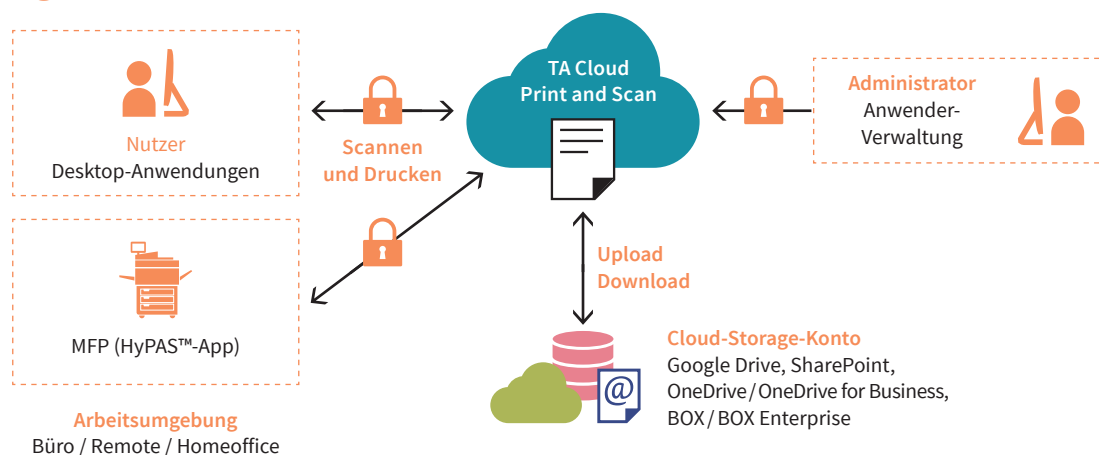 Nutzer
Desktop-Anwendungen
MFP (HyPAS™-App)
Arbeitsumgebung
Büro / Remote / Homeoffice
Scannen
und Drucken
TA Cloud
Print and Scan
Upload
Download
@
Cloud-Storage-Konto
Google Drive, SharePoint,
OneDrive / OneDrive for Business,
BOX / BOX Enterprise
Administrator
Anwender-
Verwaltung